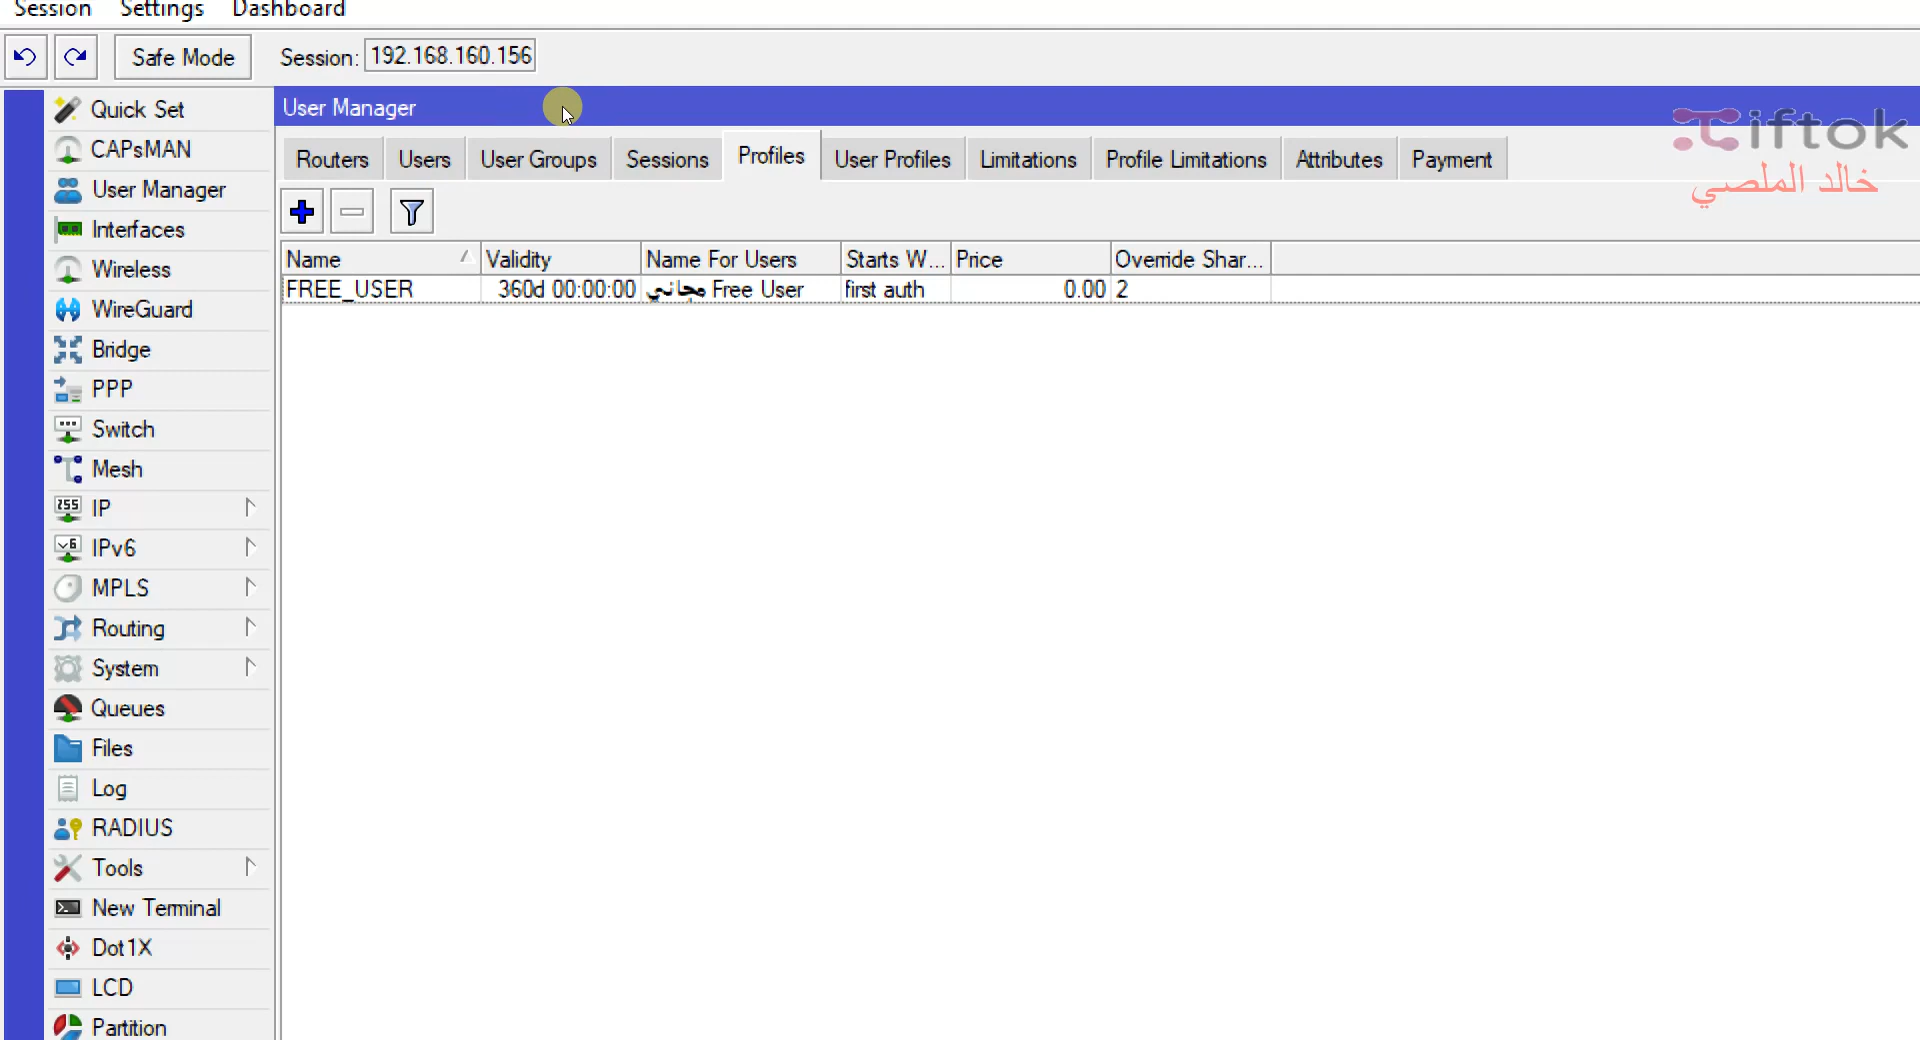 Session Settings Dashboard
Safe Mode Session: 192.168.160.156
User Manager
Routers Users User Groups Sessions Profiles User Profiles Limitations Profile Limitations Attributes Payment
Tiftok
خالد الملصي
Name Validity Name For Users Starts W... Price Override Shar...
FREE_USER 360d 00:00:00 مجاني Free User first auth 0.00 2
Quick Set
CAPsMAN
User Manager
Interfaces
Wireless
WireGuard
Bridge
PPP
Switch
Mesh
255 IP
v6 IPv6
MPLS
Routing
System
Queues
Files
Log
RADIUS
Tools
New Terminal
Dot1X
LCD
Partition